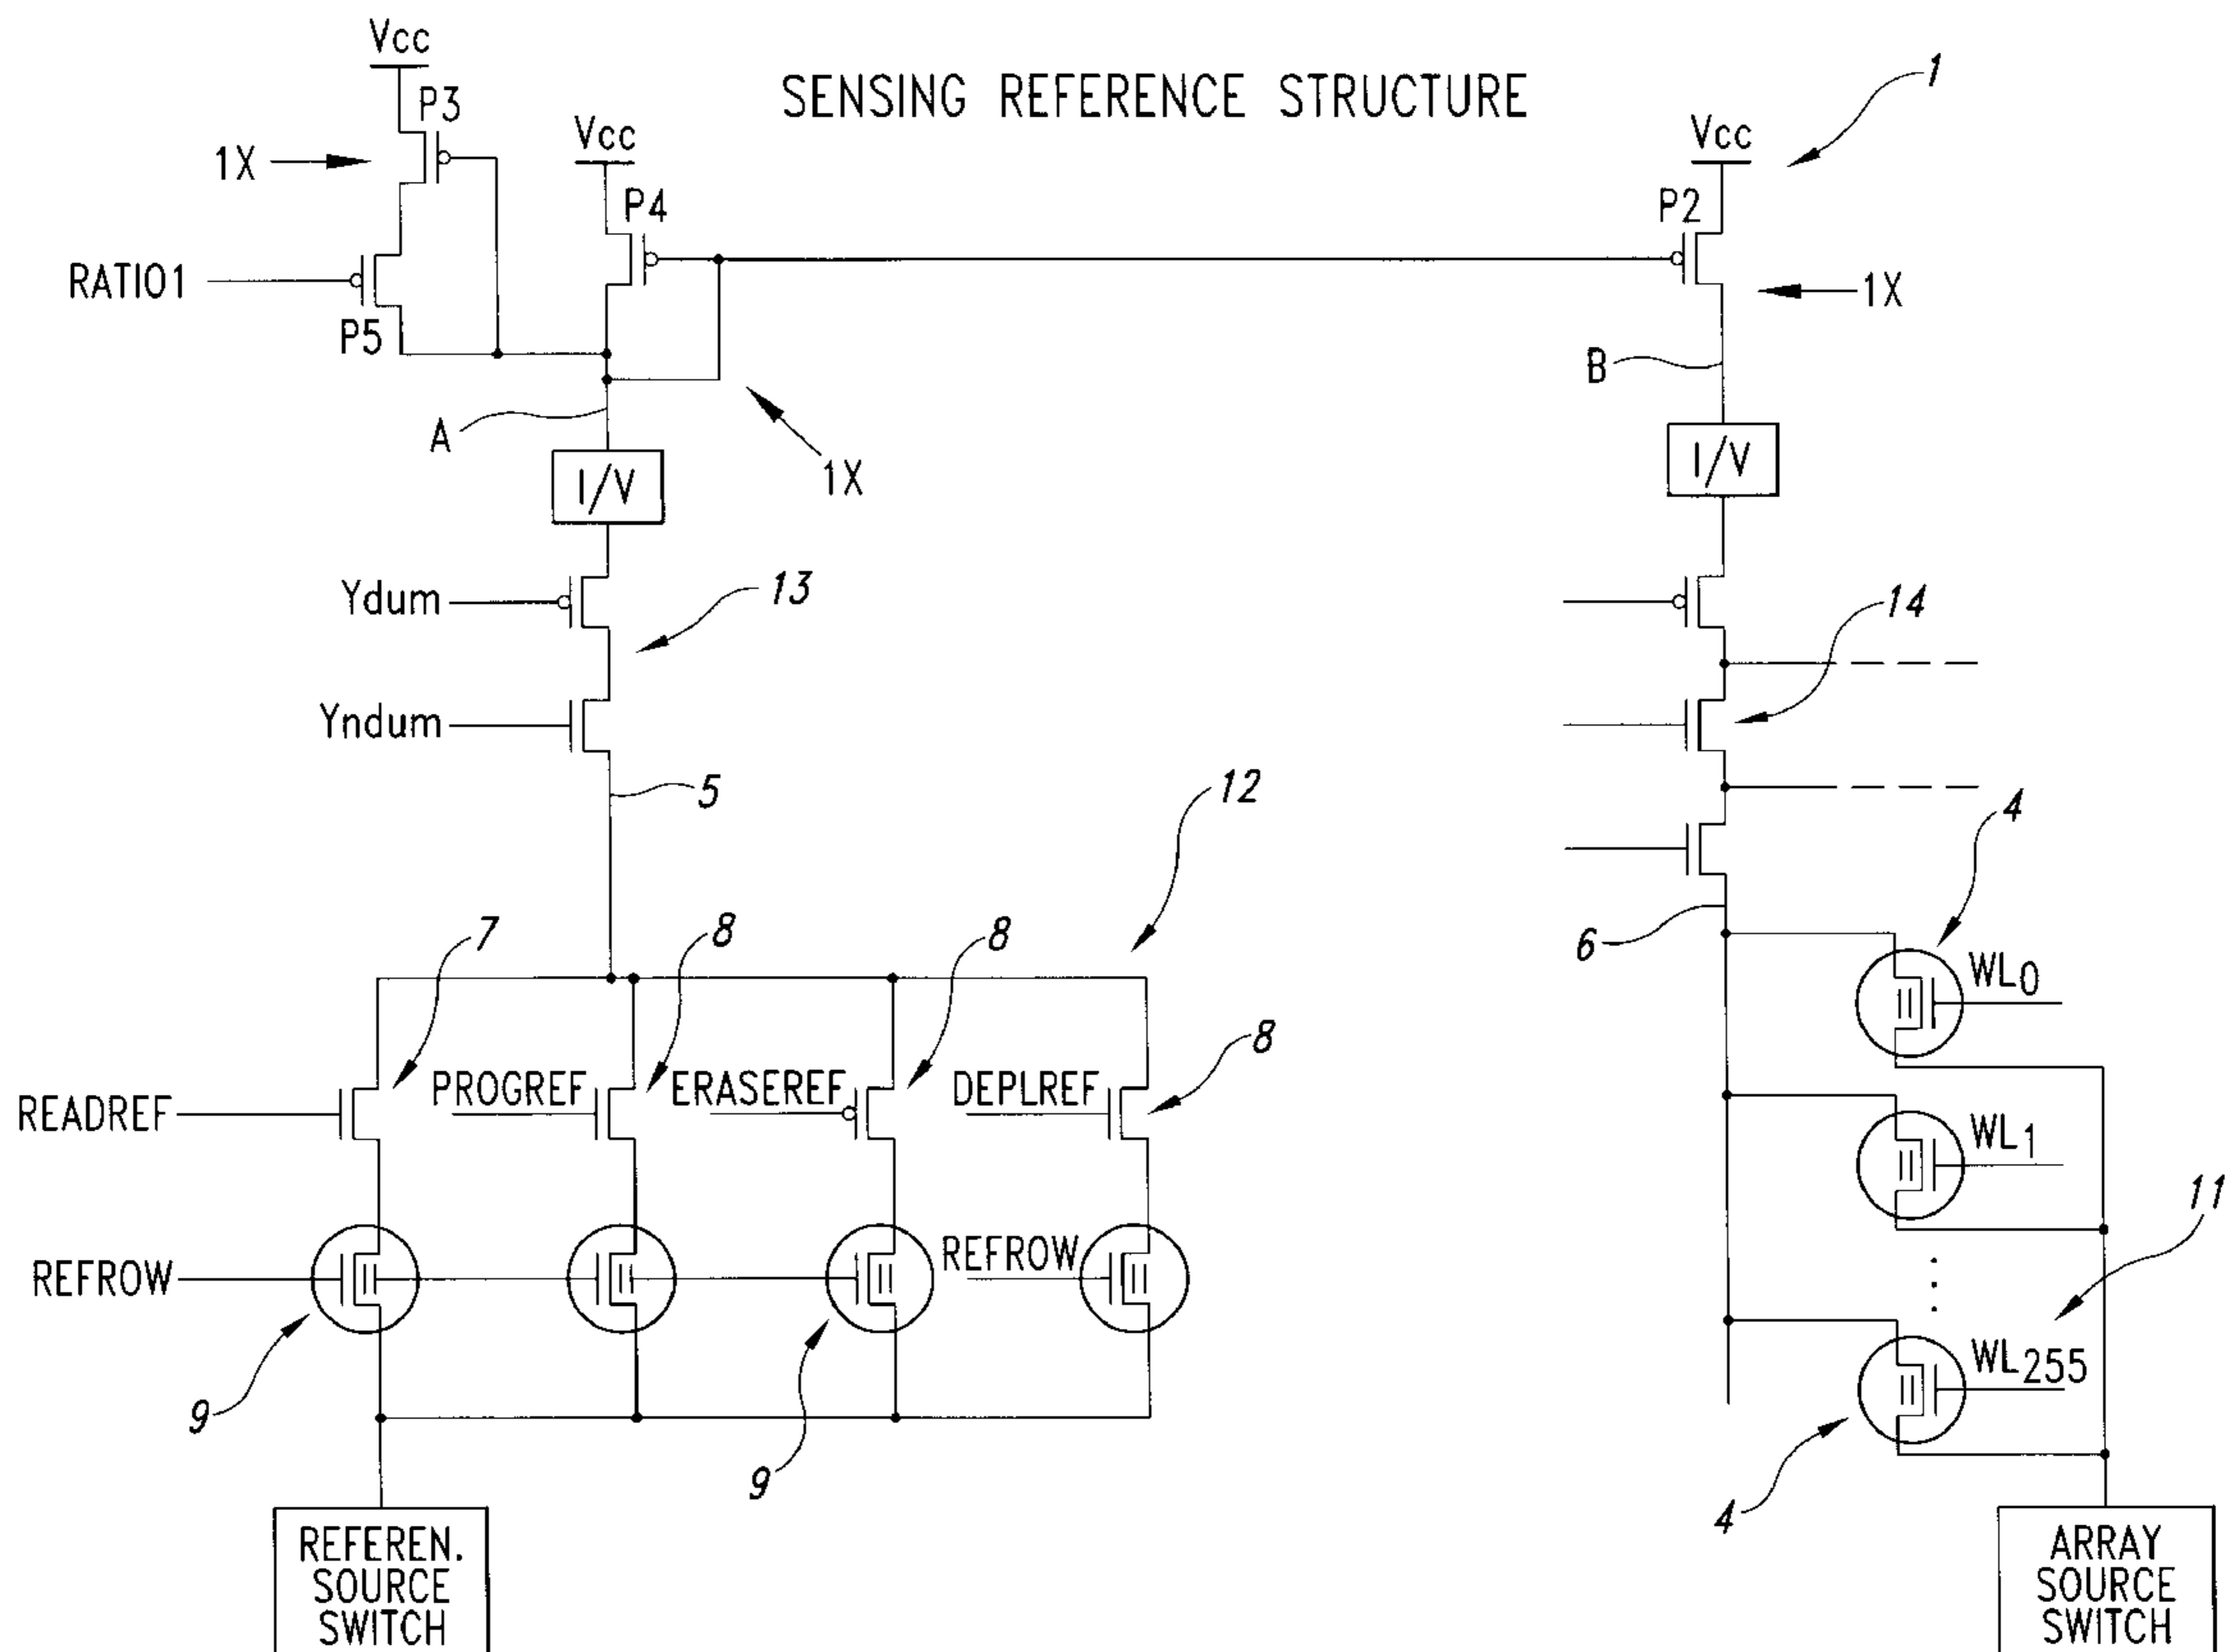 Vcc
P3
SENSING REFERENCE STRUCTURE
1
Vcc
Vcc
1X
P4
P2
RATIO1
1X
P5
B
A
1X
I/V
I/V
Ydum
13
14
Yndum
5
12
4
7
8
8
6
WL0
8
READREF
PROGREF
ERASEREF
DEPLREF
WL1
11
REFROW
REFROW
WL255
9
9
4
REFEREN.
SOURCE
SWITCH
ARRAY
SOURCE
SWITCH